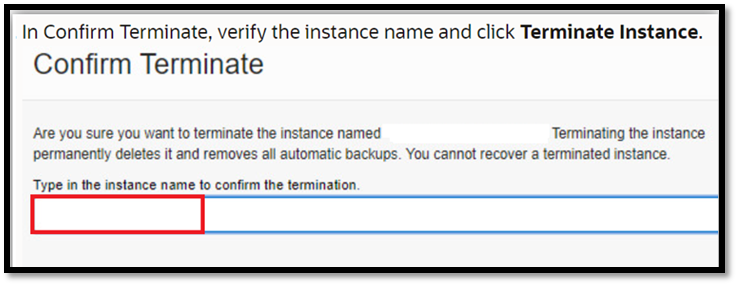 In Confirm Terminate, verify the instance name and click Terminate Instance.
Confirm Terminate
Are you sure you want to terminate the instance named Terminating the instance
permanently deletes it and removes all automatic backups. You cannot recover a terminated instance.
Type in the instance name to confirm the termination.